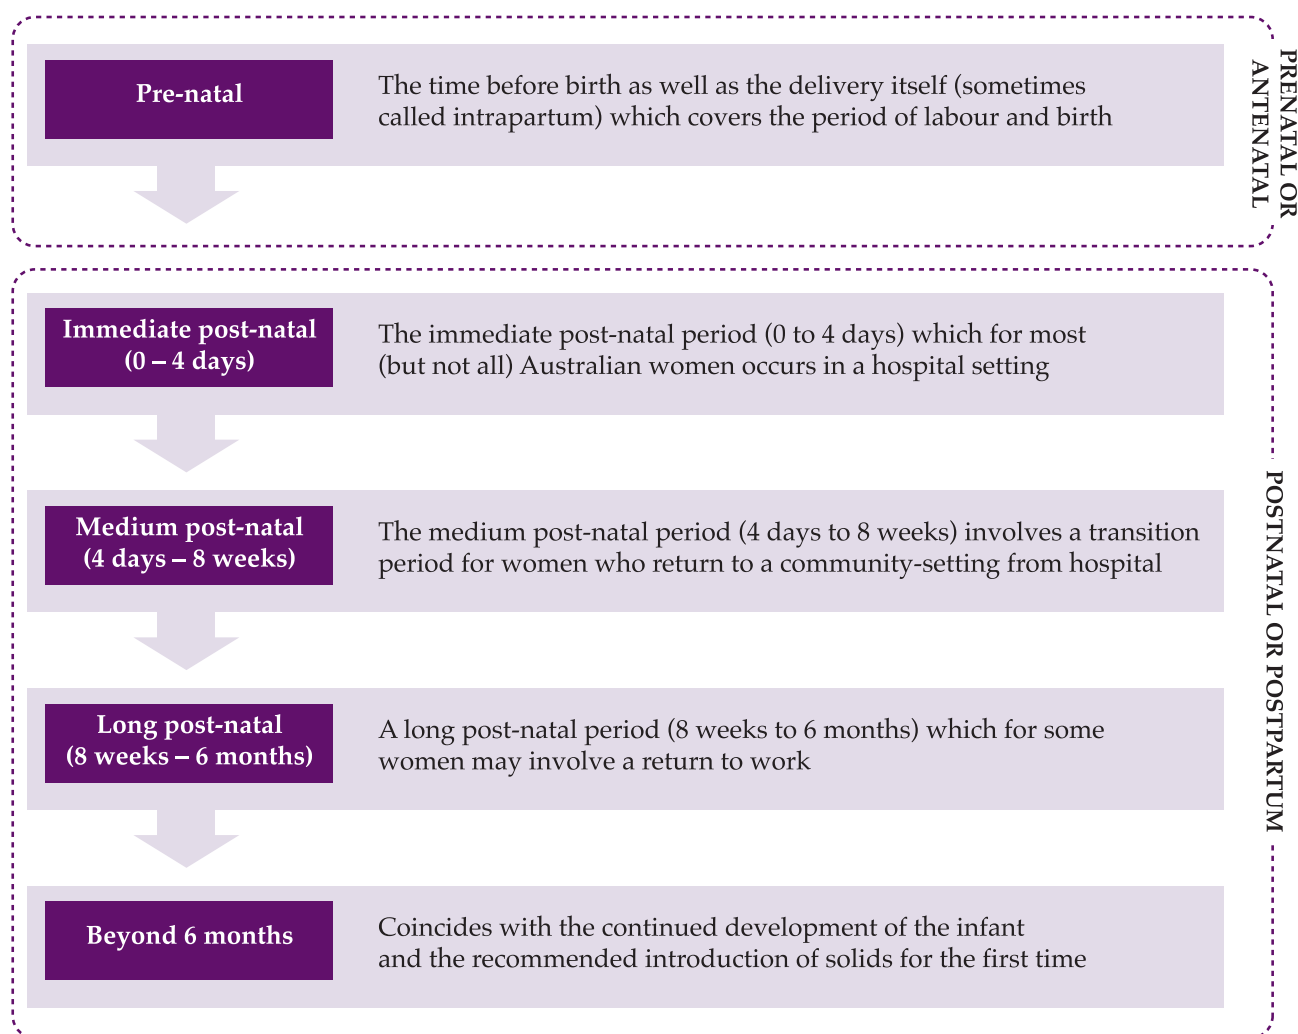 Pre-natal
The time before birth as well as the delivery itself (sometimes
called intrapartum) which covers the period of labour and birth
PRENATAL OR
ANTENATAL
Immediate post-natal
(0 – 4 days)
The immediate post-natal period (0 to 4 days) which for most
(but not all) Australian women occurs in a hospital setting
Medium post-natal
(4 days – 8 weeks)
The medium post-natal period (4 days to 8 weeks) involves a transition
period for women who return to a community-setting from hospital
Long post-natal
(8 weeks – 6 months)
A long post-natal period (8 weeks to 6 months) which for some
women may involve a return to work
Beyond 6 months
Coincides with the continued development of the infant
and the recommended introduction of solids for the first time
POSTNATAL OR POSTPARTUM